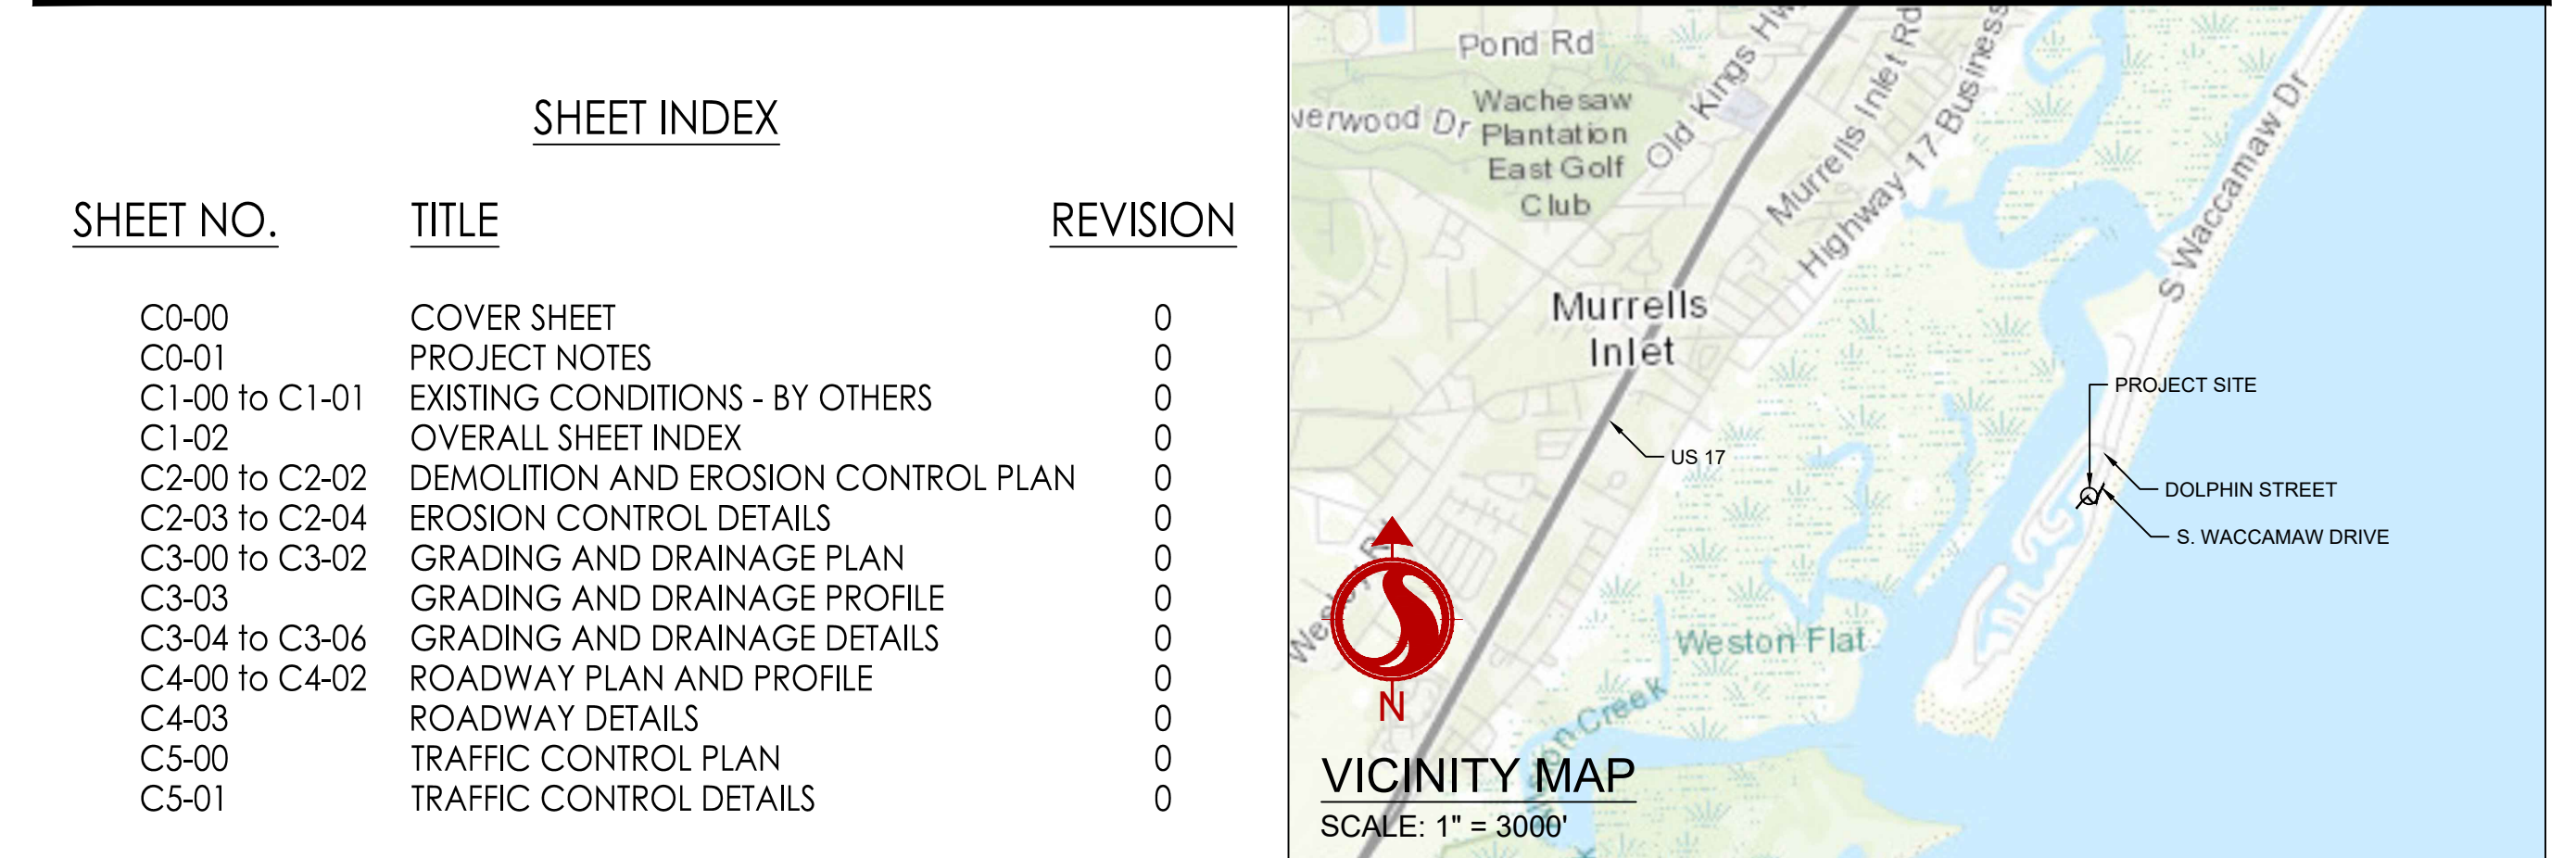 SHEET INDEX
SHEET NO. TITLE REVISION
C0-00 COVER SHEET 0
C0-01 PROJECT NOTES 0
C1-00 to C1-01 EXISTING CONDITIONS - BY OTHERS 0
C1-02 OVERALL SHEET INDEX 0
C2-00 to C2-02 DEMOLITION AND EROSION CONTROL PLAN 0
C2-03 to C2-04 EROSION CONTROL DETAILS 0
C3-00 to C3-02 GRADING AND DRAINAGE PLAN 0
C3-03 GRADING AND DRAINAGE PROFILE 0
C3-04 to C3-06 GRADING AND DRAINAGE DETAILS 0
C4-00 to C4-02 ROADWAY PLAN AND PROFILE 0
C4-03 ROADWAY DETAILS 0
C5-00 TRAFFIC CONTROL PLAN 0
C5-01 TRAFFIC CONTROL DETAILS 0
Pond Rd
verwood Dr
Wachesaw
Plantation
East Golf
Club
Old Kings Hw
Murrells Inlet Rd
Highway 17 Business
S Waccamaw Dr
Murrells
Inlet
US 17
PROJECT SITE
DOLPHIN STREET
S. WACCAMAW DRIVE
Weston Flat
Creek
N
VICINITY MAP
SCALE: 1" = 3000'